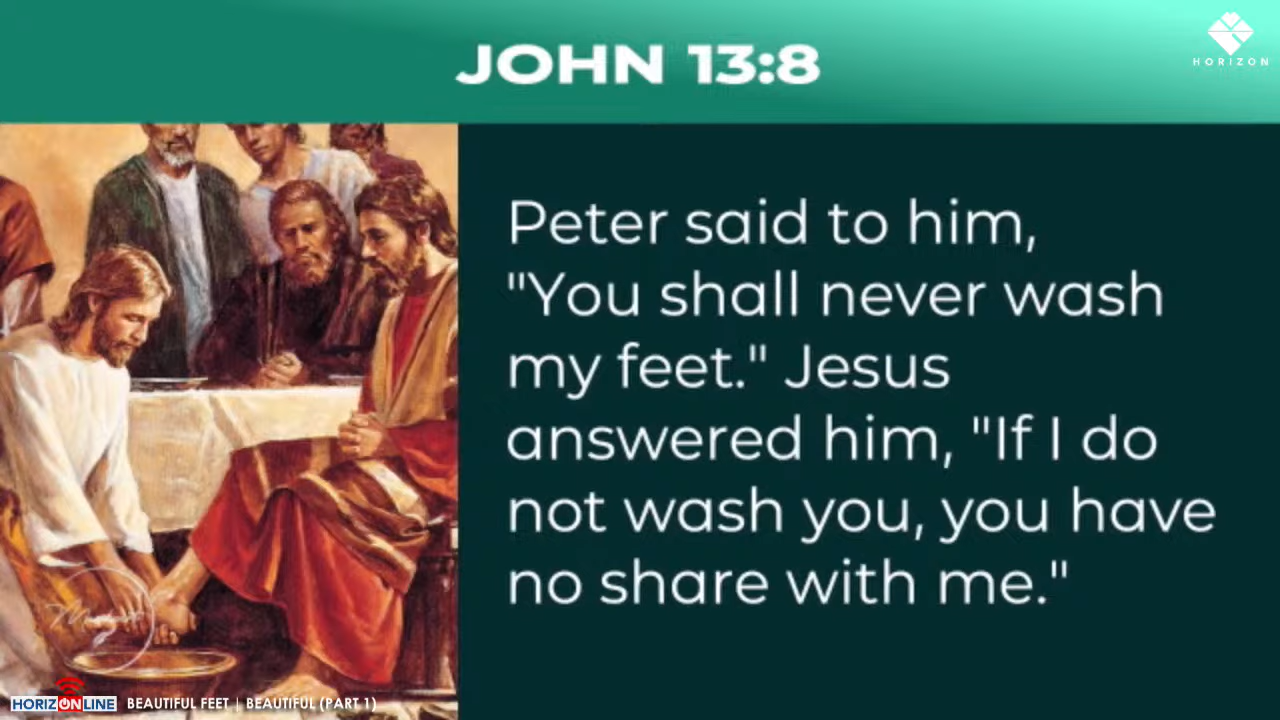 JOHN 13:8
HORIZON
Peter said to him,
"You shall never wash
my feet." Jesus
answered him, "If I do
not wash you, you have
no share with me."
HORIZONLINE BEAUTIFUL FEET | BEAUTIFUL (PART 1)